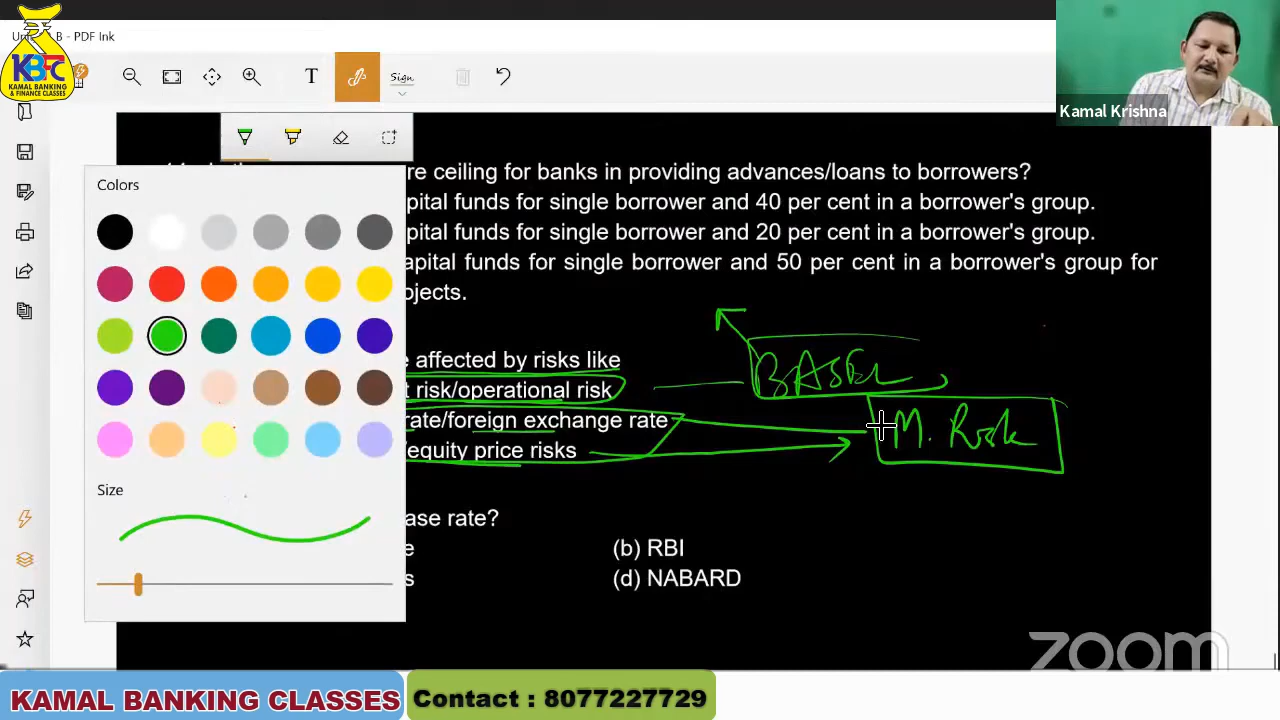 B - PDF Ink
T
Sign
KBFC
KAMAL BANKING
& FINANCE CLASSES
Kamal Krishna
Colors
Size
re ceiling for banks in providing advances/loans to borrowers?
pital funds for single borrower and 40 per cent in a borrower's group.
pital funds for single borrower and 20 per cent in a borrower's group.
apital funds for single borrower and 50 per cent in a borrower's group for
ojects.
BASEL
e affected by risks like
t risk/operational risk
rate/foreign exchange rate
M. Risk
equity price risks
ase rate?
e (b) RBI
s (d) NABARD
zoom
KAMAL BANKING CLASSES Contact : 8077227729